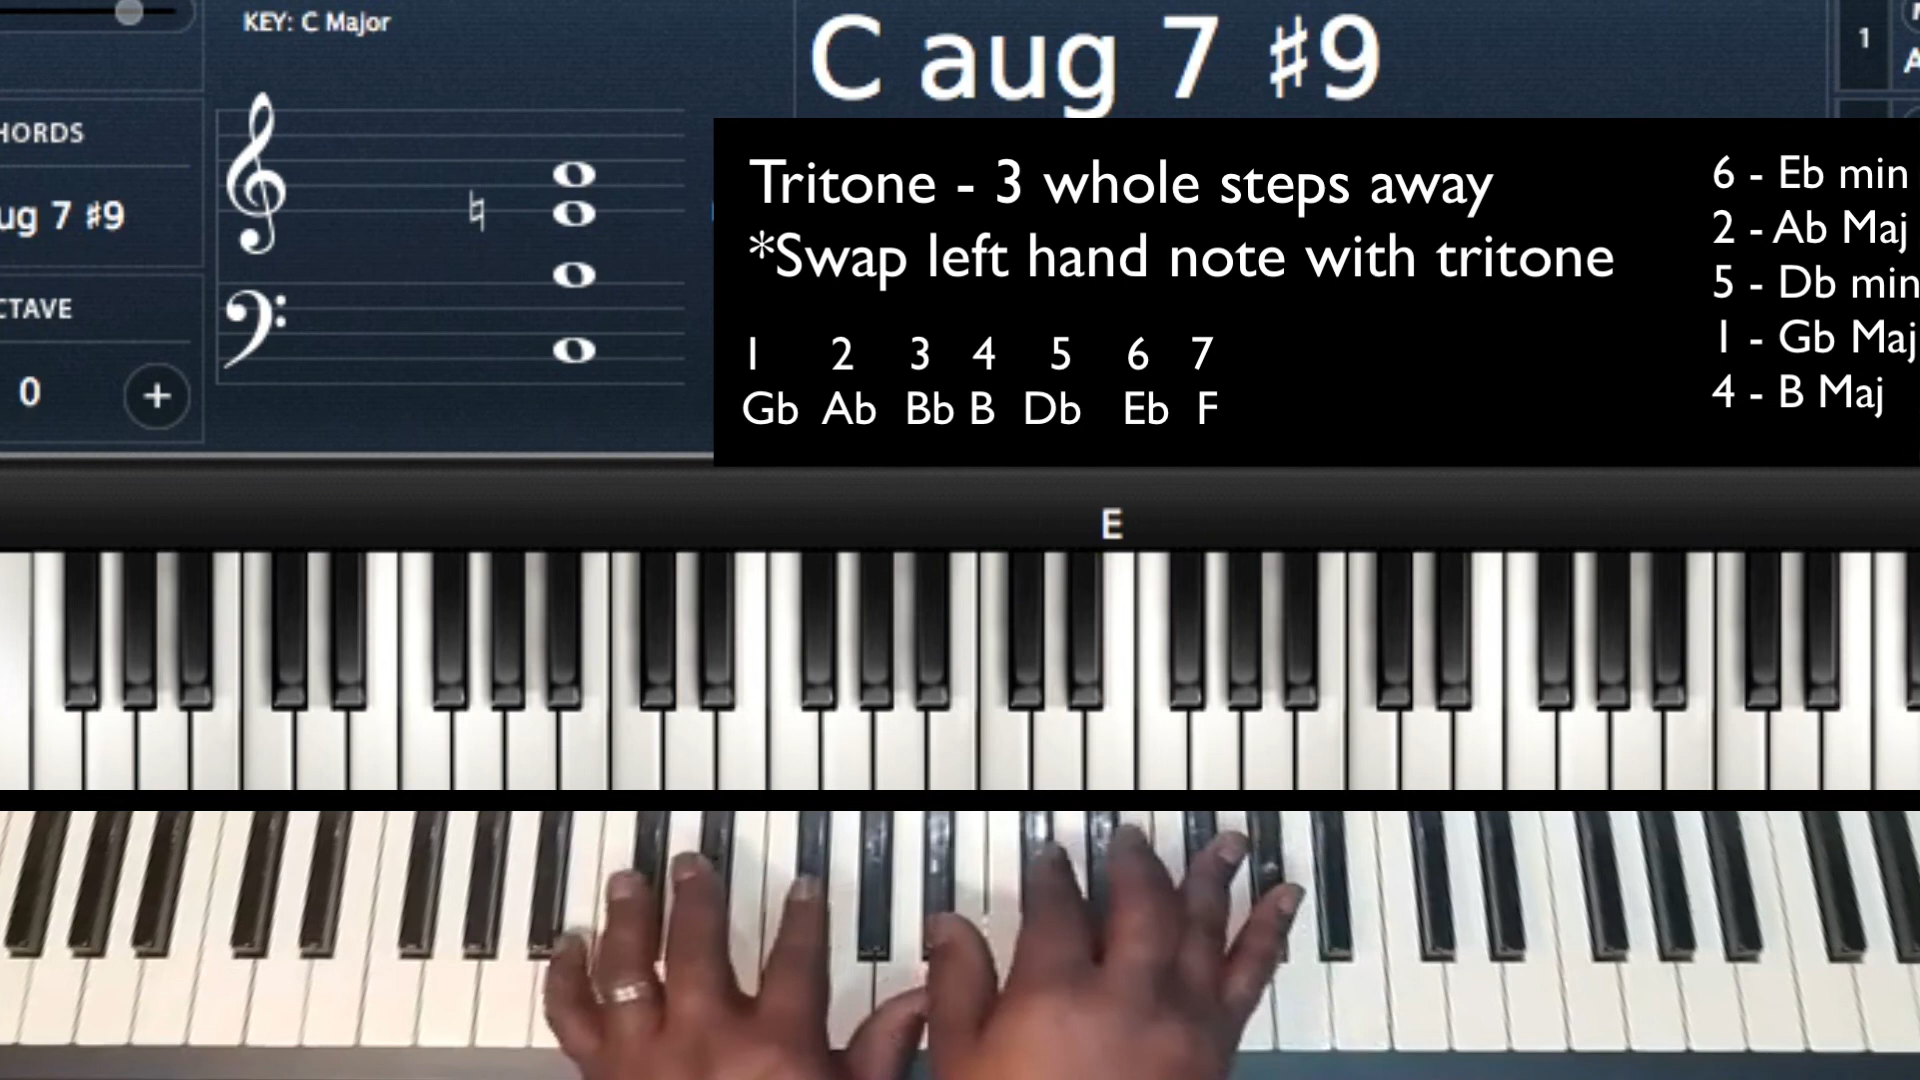 KEY: C Major
C aug 7 ♯9
1
HORDS
ug 7 ♯9
CTAVE
0
+
Tritone - 3 whole steps away
*Swap left hand note with tritone
1 2 3 4 5 6 7
Gb Ab Bb B Db Eb F
6 - Eb min
2 - Ab Maj
5 - Db min
1 - Gb Maj
4 - B Maj
E